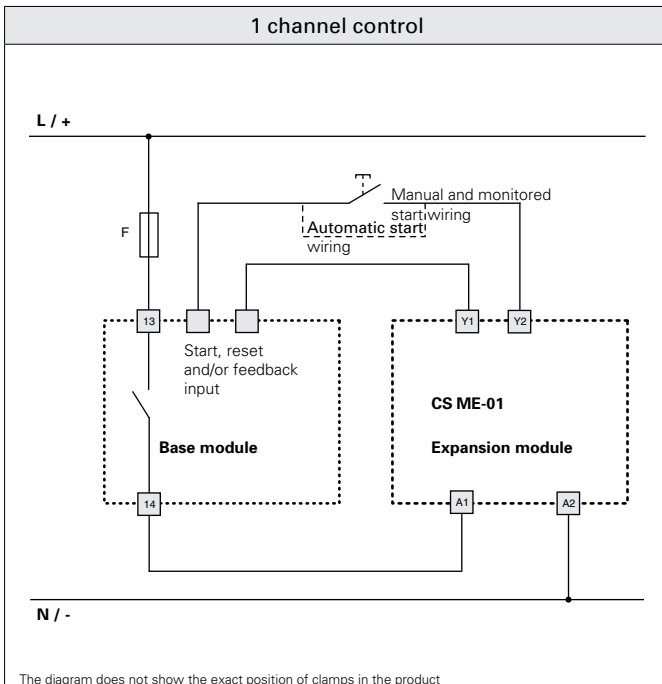 1 channel control
L / +
F
Manual and monitored
start wiring
Automatic start
wiring
13
Y1
Y2
Start, reset
and/or feedback
input
CS ME-01
Base module
Expansion module
14
A1
A2
N / -
The diagram does not show the exact position of clamps in the product